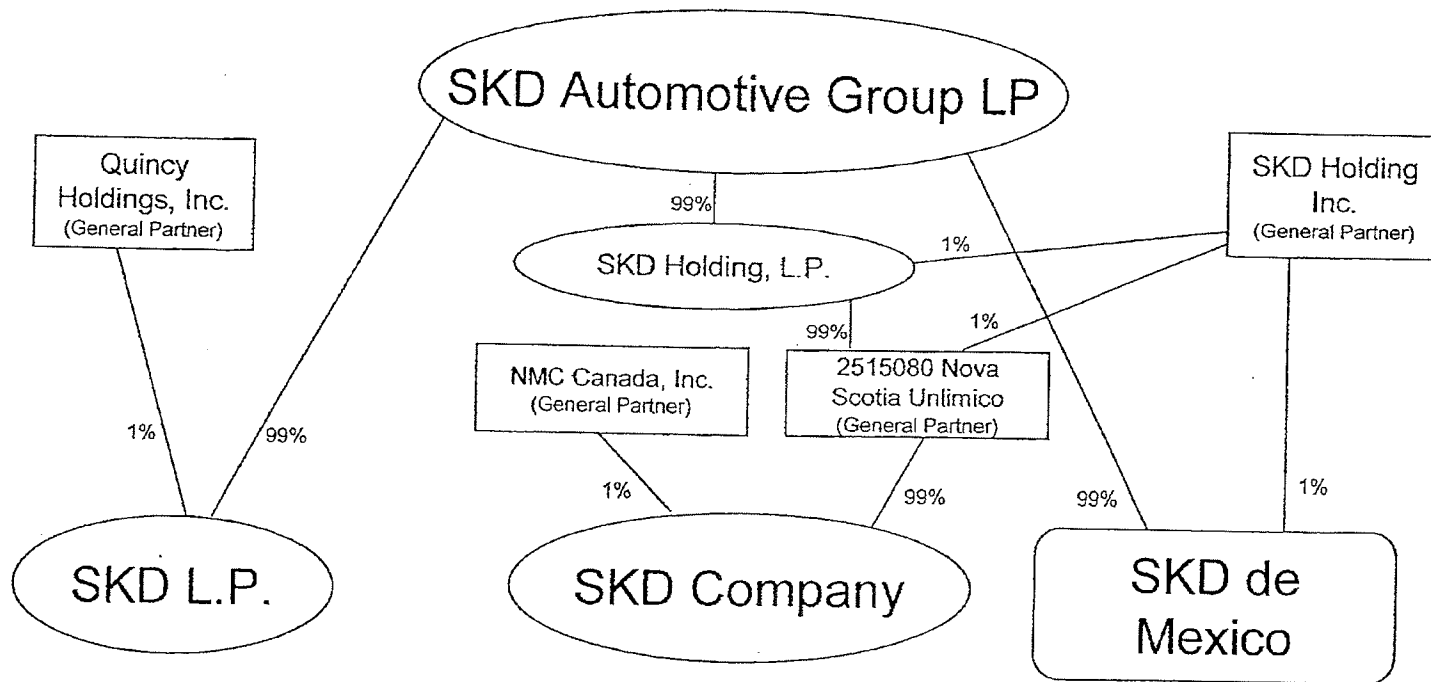 SKD Automotive Group LP
Quincy
Holdings, Inc.
(General Partner)
SKD Holding
Inc.
(General Partner)
99%
1%
SKD Holding, L.P.
1%
99%
NMC Canada, Inc.
(General Partner)
2515080 Nova
Scotia Unlimico
(General Partner)
1%
99%
1%
99%
99%
1%
SKD L.P.
SKD Company
SKD de
Mexico